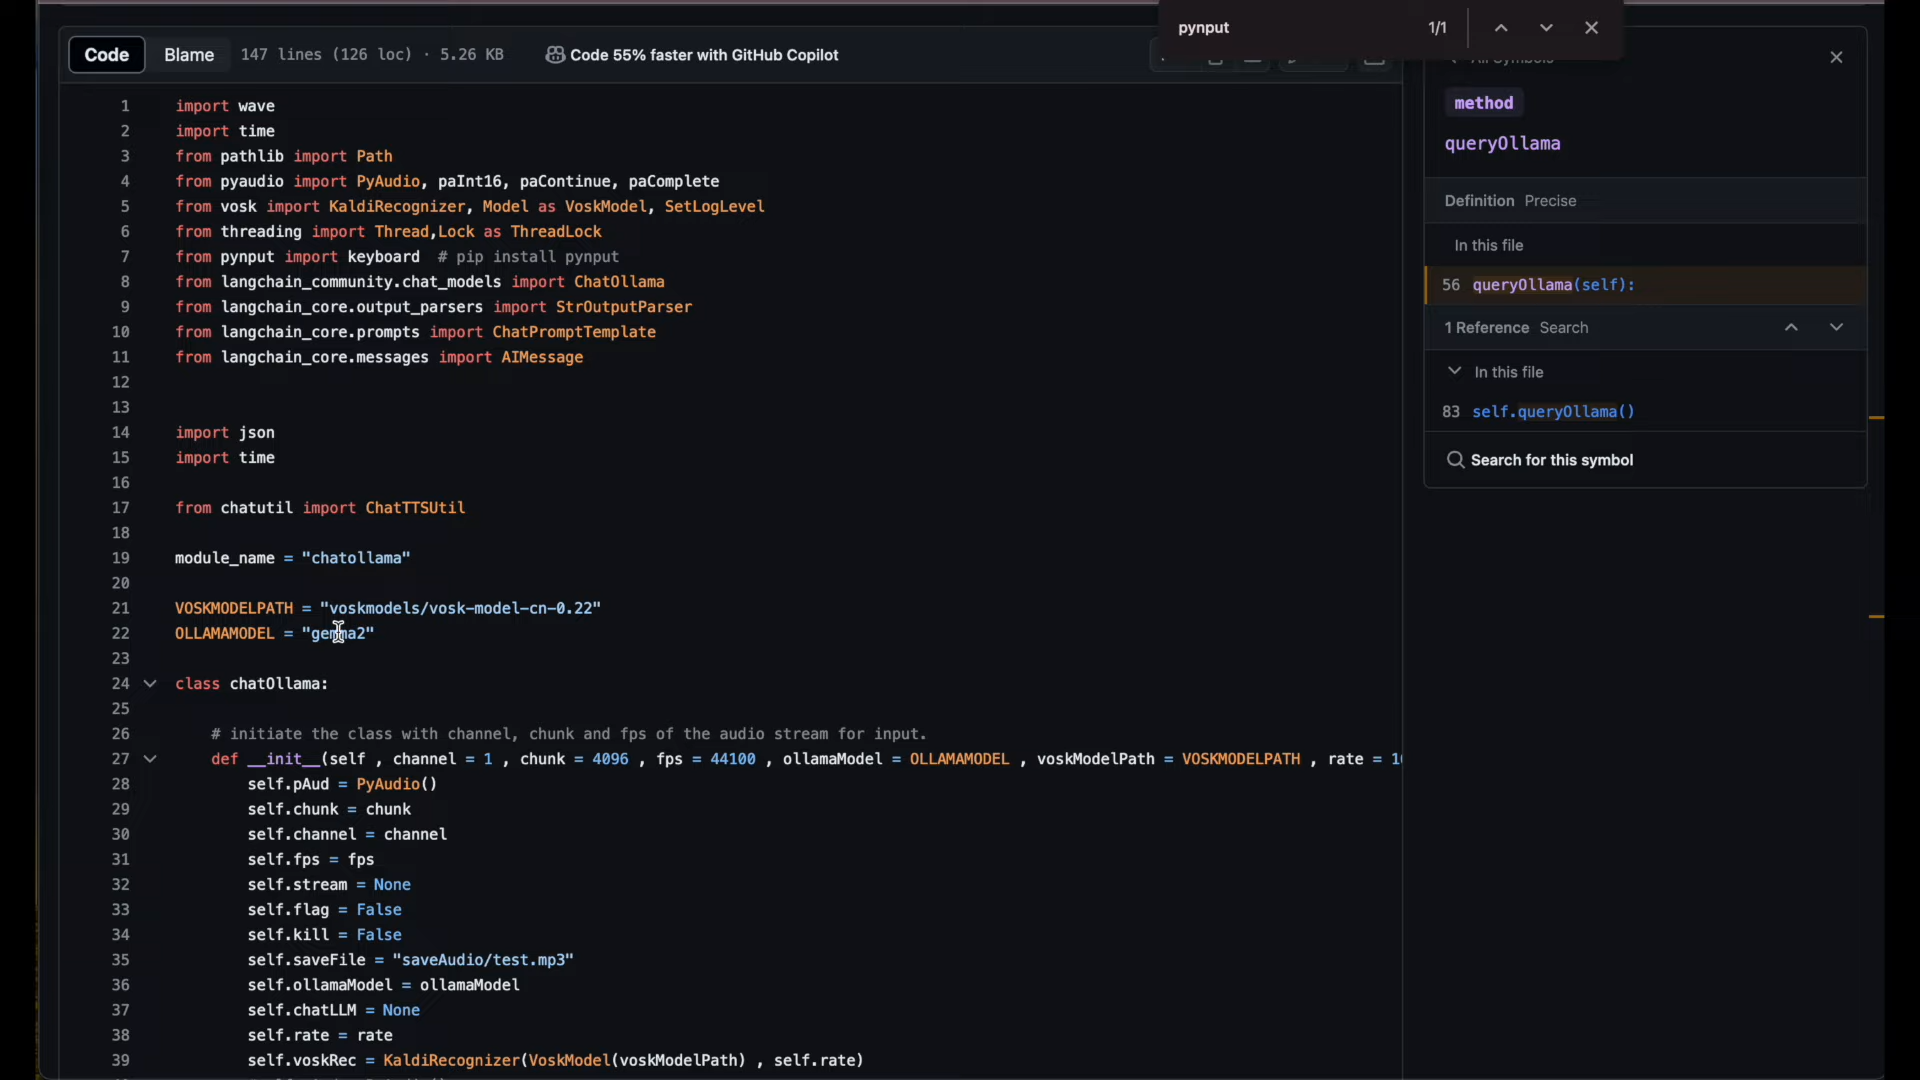 pynput
1/1
Code
Blame
147 lines (126 loc) · 5.26 KB
Code 55% faster with GitHub Copilot
1 import wave
2 import time
3 from pathlib import Path
4 from pyaudio import PyAudio, paInt16, paContinue, paComplete
5 from vosk import KaldiRecognizer, Model as VoskModel, SetLogLevel
6 from threading import Thread,Lock as ThreadLock
7 from pynput import keyboard  # pip install pynput
8 from langchain_community.chat_models import ChatOllama
9 from langchain_core.output_parsers import StrOutputParser
10 from langchain_core.prompts import ChatPromptTemplate
11 from langchain_core.messages import AIMessage
12
13
14 import json
15 import time
16
17 from chatutil import ChatTTSUtil
18
19 module_name = "chatollama"
20
21 VOSKMODELPATH = "voskmodels/vosk-model-cn-0.22"
22 OLLAMAMODEL = "gemma2"
23
24 class chatOllama:
25
26 # initiate the class with channel, chunk and fps of the audio stream for input.
27 def __init__(self , channel = 1 , chunk = 4096 , fps = 44100 , ollamaModel = OLLAMAMODEL , voskModelPath = VOSKMODELPATH , rate =
28 self.pAud = PyAudio()
29 self.chunk = chunk
30 self.channel = channel
31 self.fps = fps
32 self.stream = None
33 self.flag = False
34 self.kill = False
35 self.saveFile = "saveAudio/test.mp3"
36 self.ollamaModel = ollamaModel
37 self.chatLLM = None
38 self.rate = rate
39 self.voskRec = KaldiRecognizer(VoskModel(voskModelPath) , self.rate)
method
queryOllama
Definition Precise
In this file
56 queryOllama(self):
1 Reference Search
In this file
83 self.queryOllama()
Search for this symbol